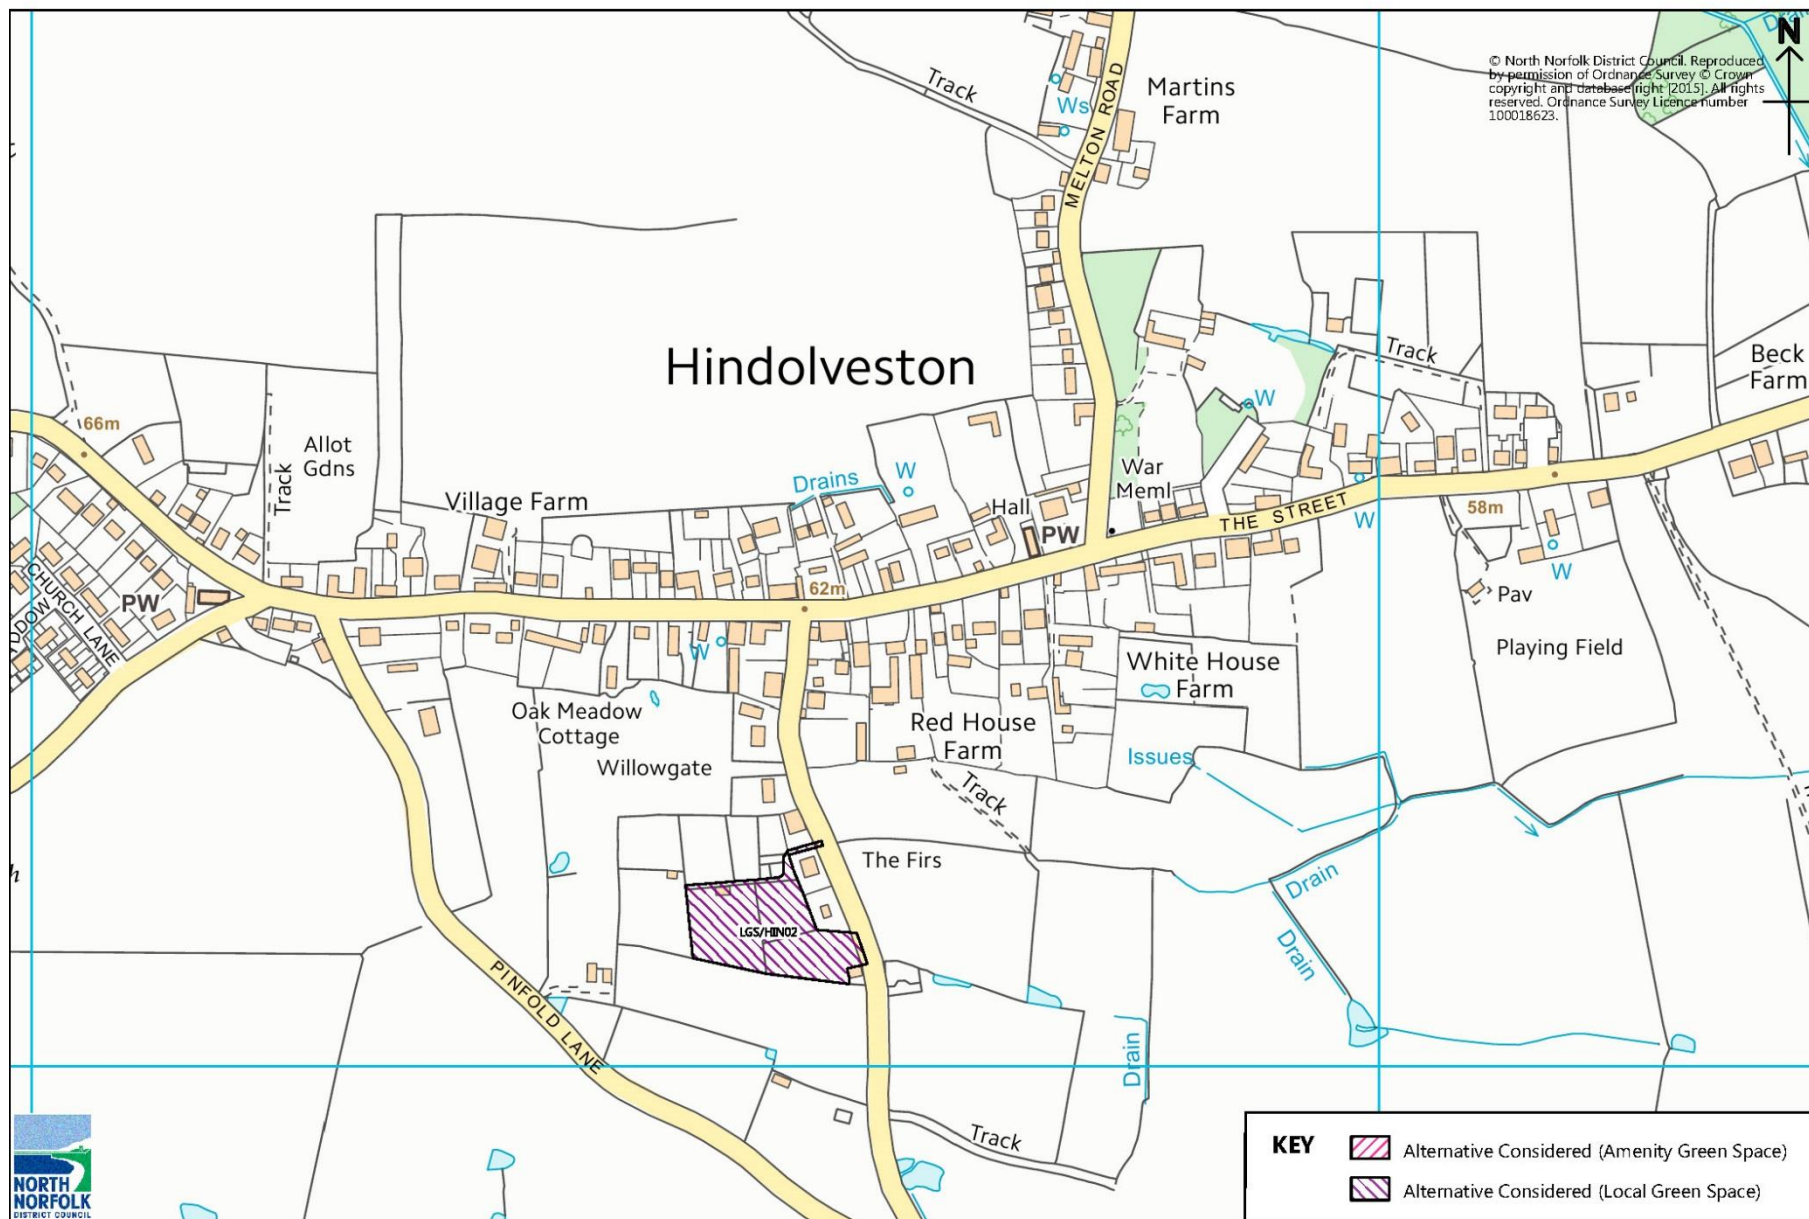 N
© North Norfolk District Council. Reproduced
by permission of Ordnance Survey © Crown
copyright and database right [2015]. All rights
reserved. Ordnance Survey Licence number
100018623.
Track
Ws
MELTON ROAD
Martins
Farm
Hindolveston
Track
Beck
Farm
66m
Allot
Gdns
Track
Village Farm
Drains
W
Hall
PW
War
Meml
W
THE STREET
W
58m
W
CHURCH LANE
PW
62m
W
Pav
Playing Field
White House
Farm
Oak Meadow
Cottage
Willowgate
Red House
Farm
Issues
Track
The Firs
LGS/HIN02
Drain
Drain
PINFOLD LANE
Drain
Track
NORTH
NORFOLK
DISTRICT COUNCIL
KEY
Alternative Considered (Amenity Green Space)
Alternative Considered (Local Green Space)